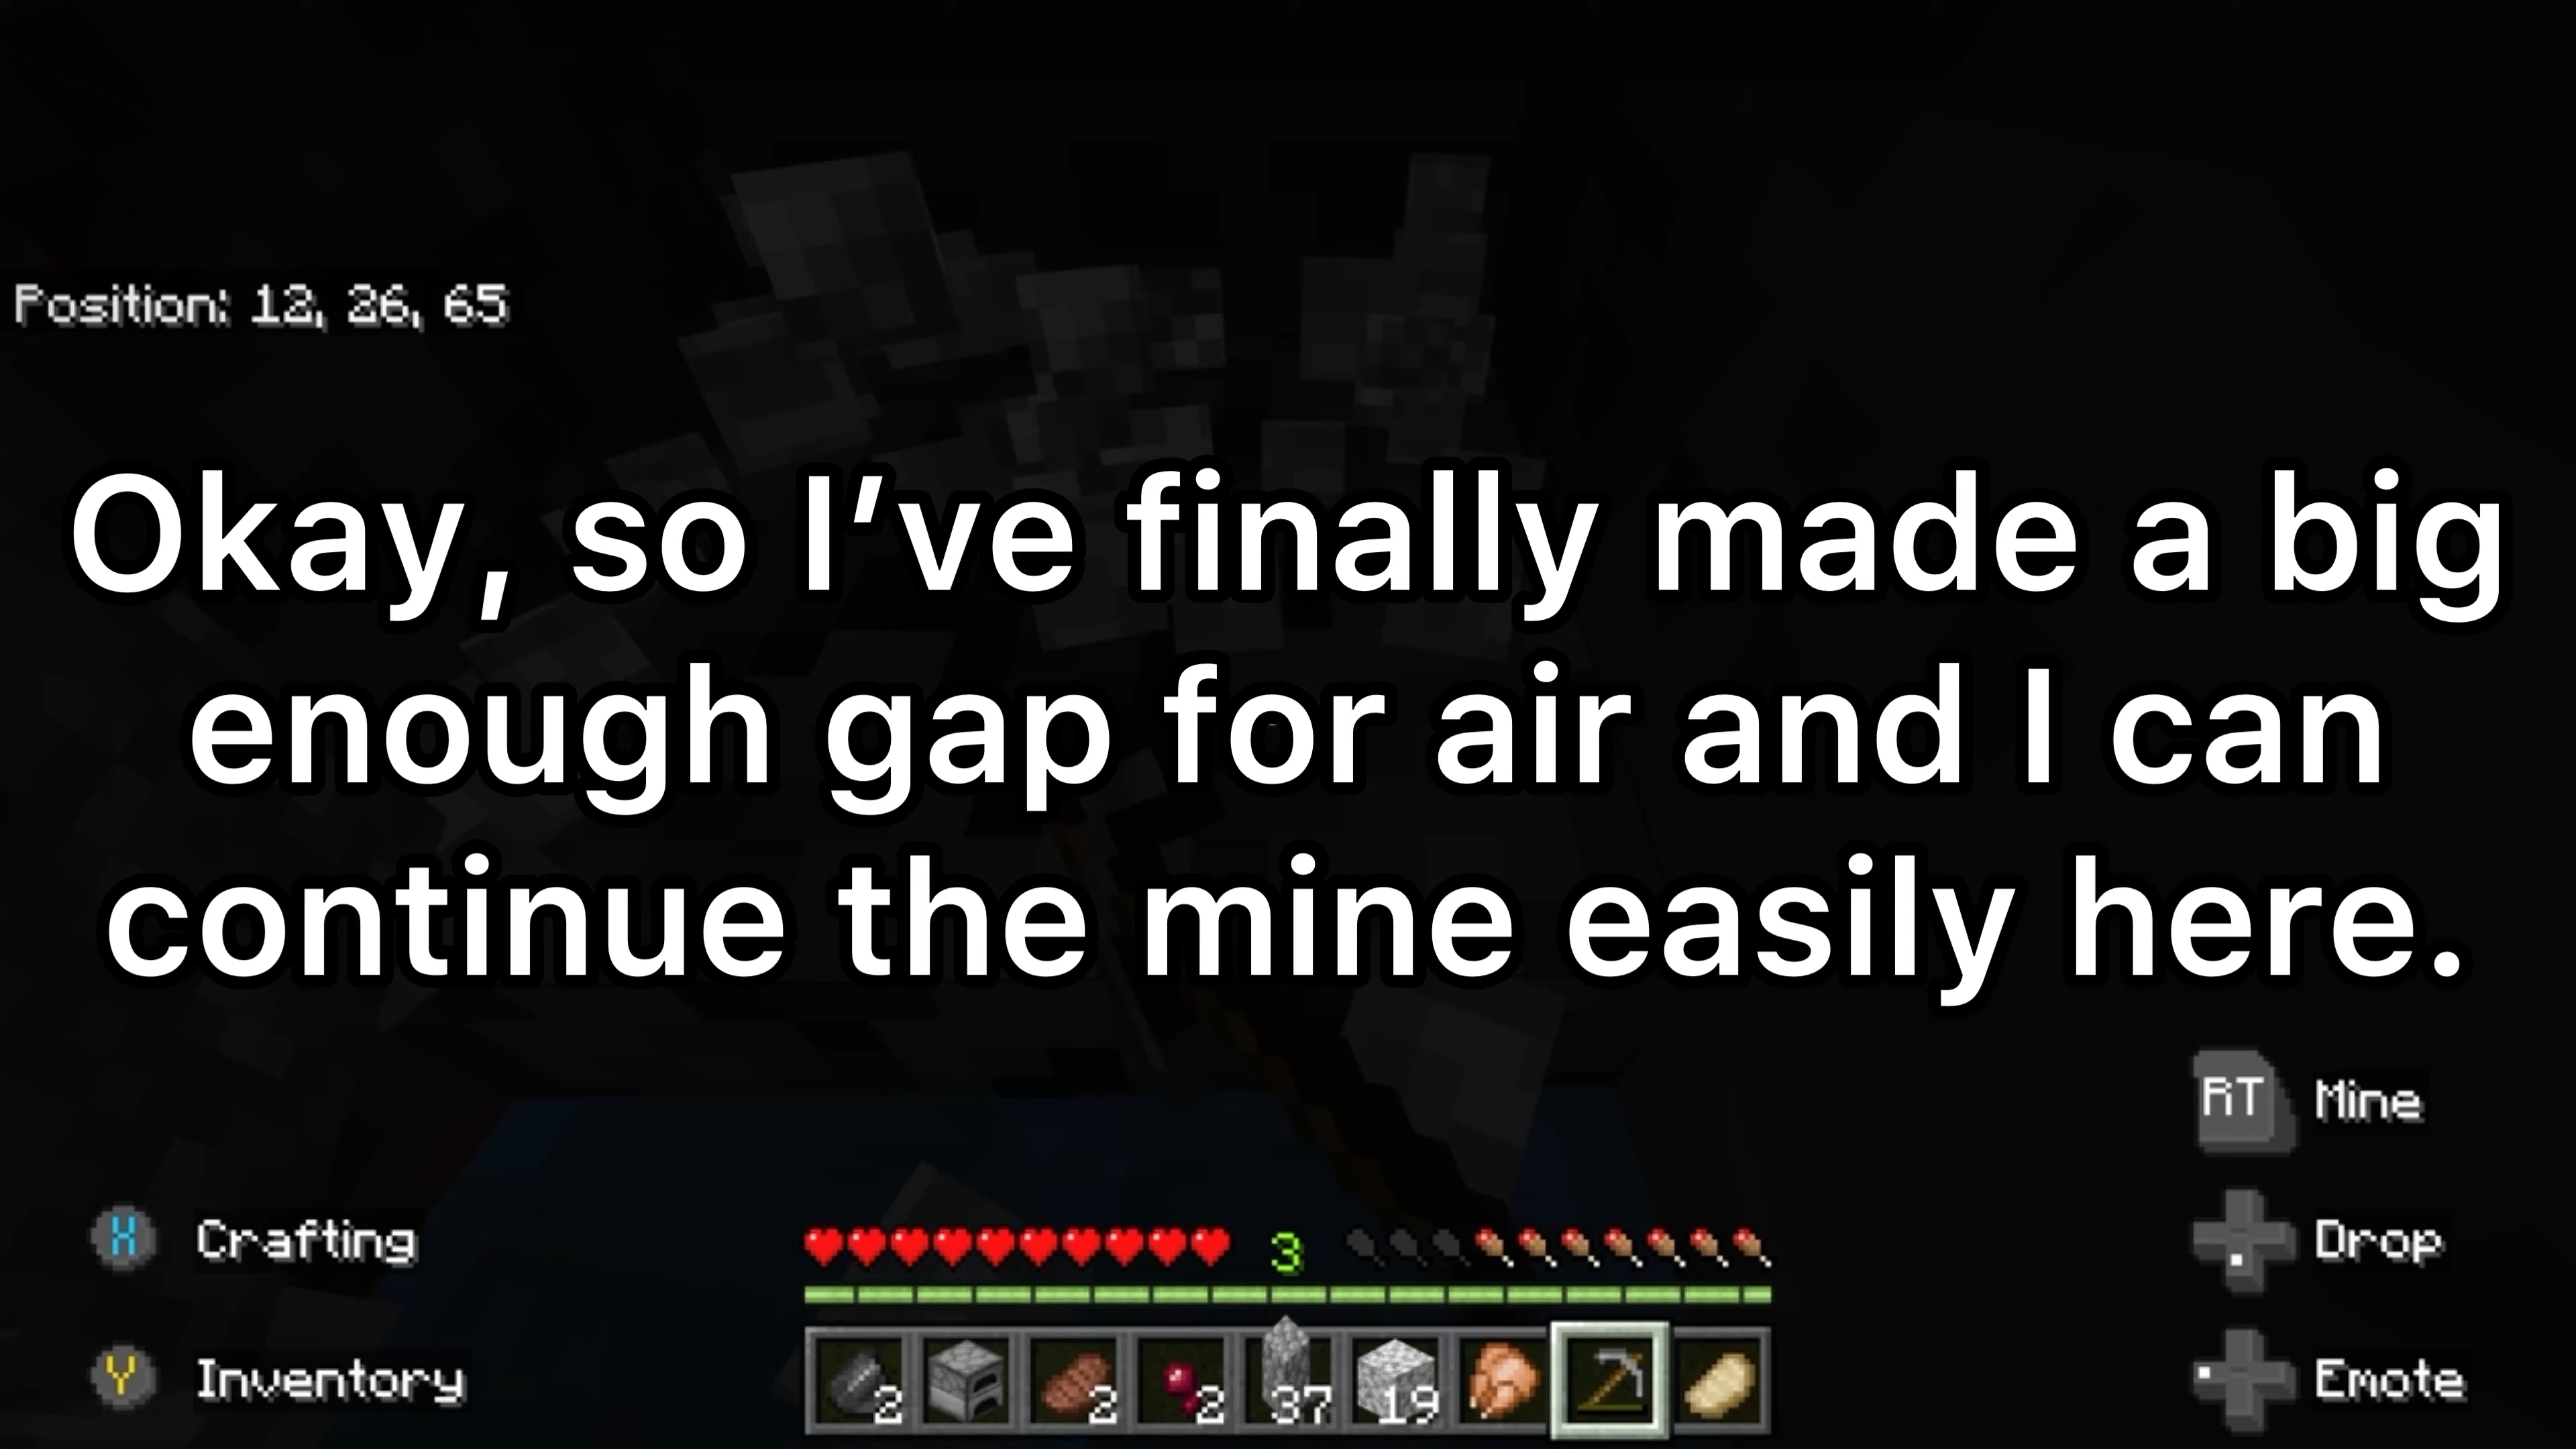 Position: 12, 26, 65
Okay, so I’ve finally made a big
enough gap for air and I can
continue the mine easily here.
RT Mine
X Crafting
Drop
3
Y Inventory
2 2 2 37 19
Emote